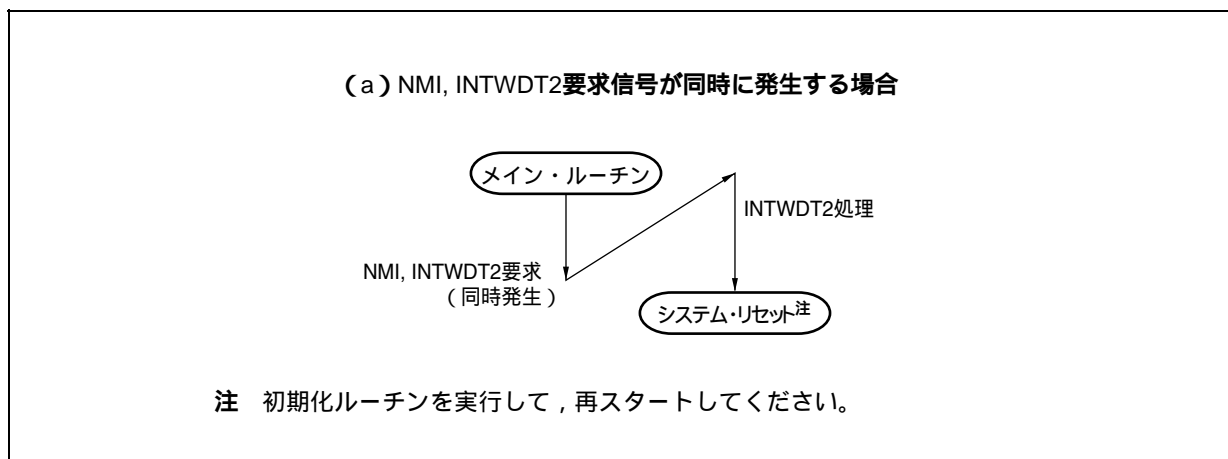 （a）NMI, INTWDT2要求信号が同時に発生する場合
メイン・ルーチン
INTWDT2処理
NMI, INTWDT2要求
（同時発生）
システム・リセット注
注　初期化ルーチンを実行して，再スタートしてください。